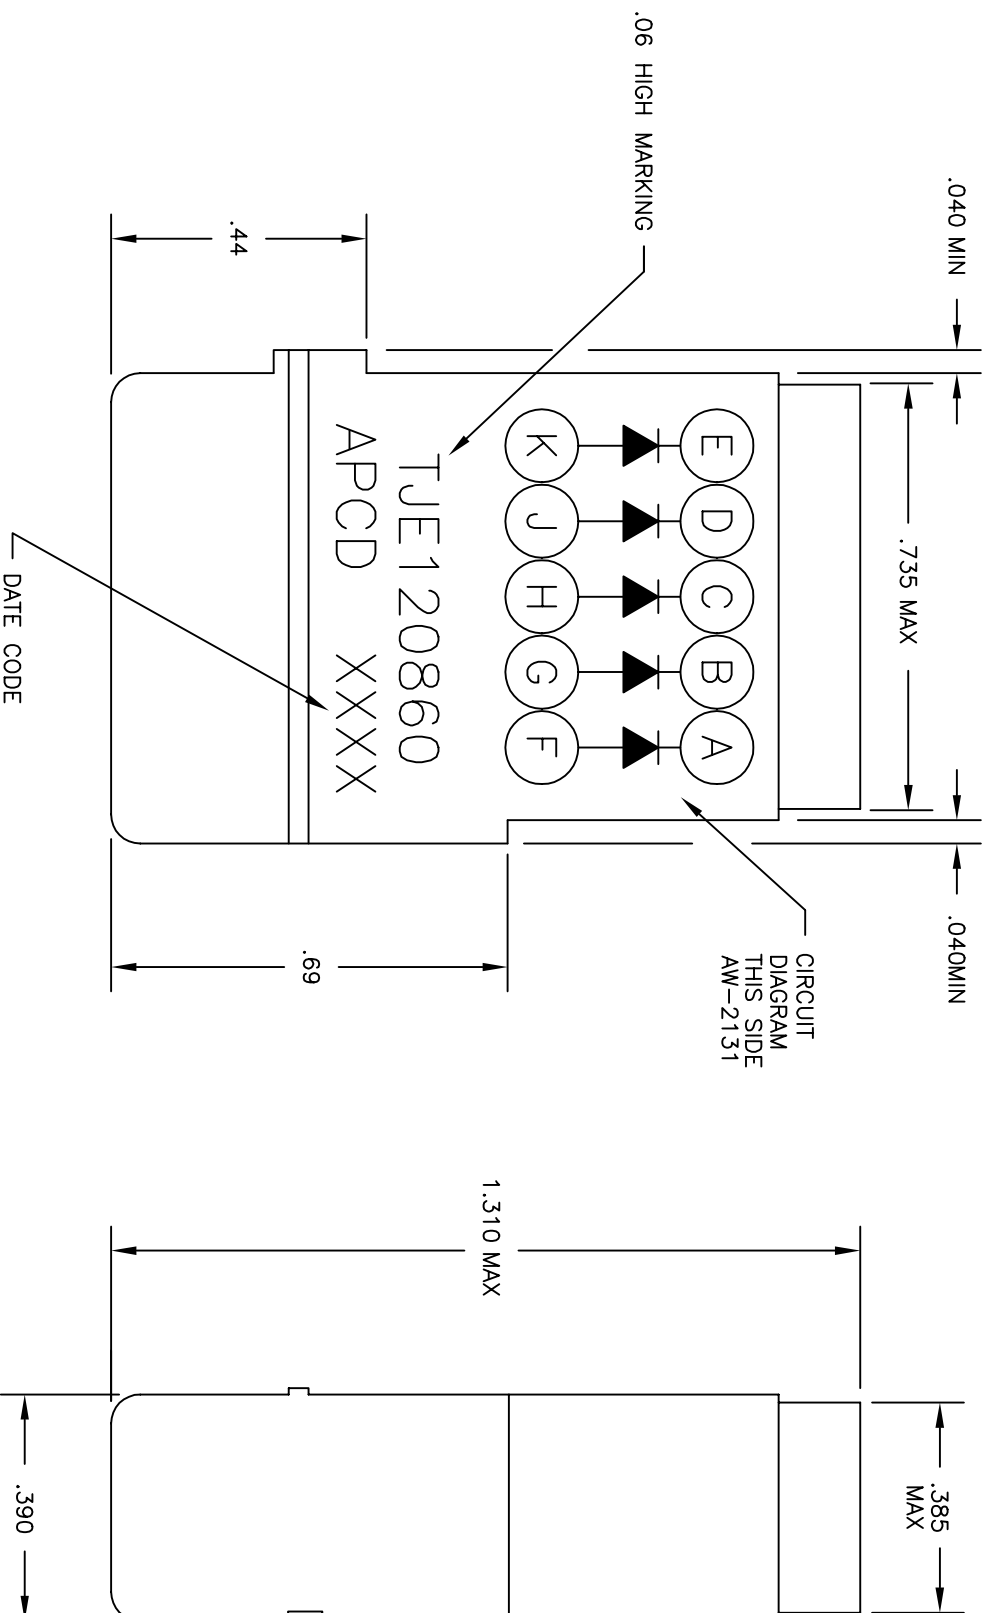 .06 HIGH MARKING
.040 MIN
.44
.735 MAX
E D C B A
K J H G F
TJE120860
APCD XXXX
DATE CODE
.040MIN
.69
CIRCUIT
DIAGRAM
THIS SIDE
AW-2131
1.310 MAX
.385
MAX
.390